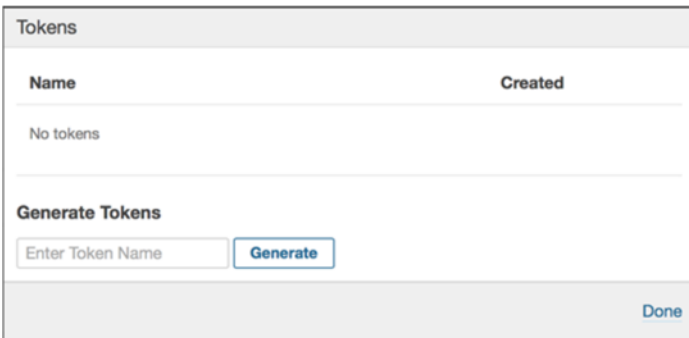 Tokens
Name Created
No tokens
Generate Tokens
Enter Token Name Generate
Done